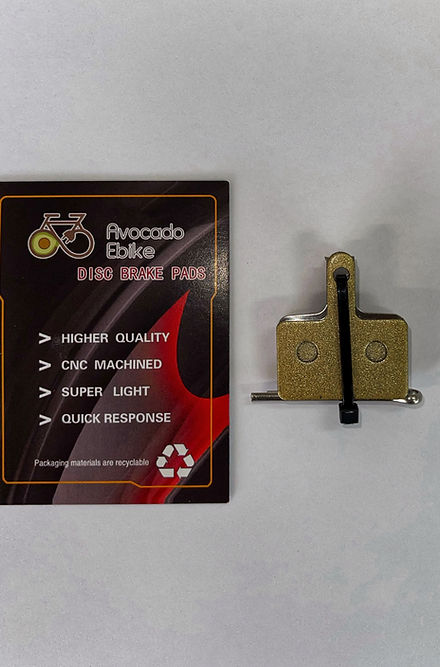 Avocado
Ebike
DISC BRAKE PADS
> HIGHER QUALITY
> CNC MACHINED
> SUPER LIGHT
> QUICK RESPONSE
Packaging materials are recyclable